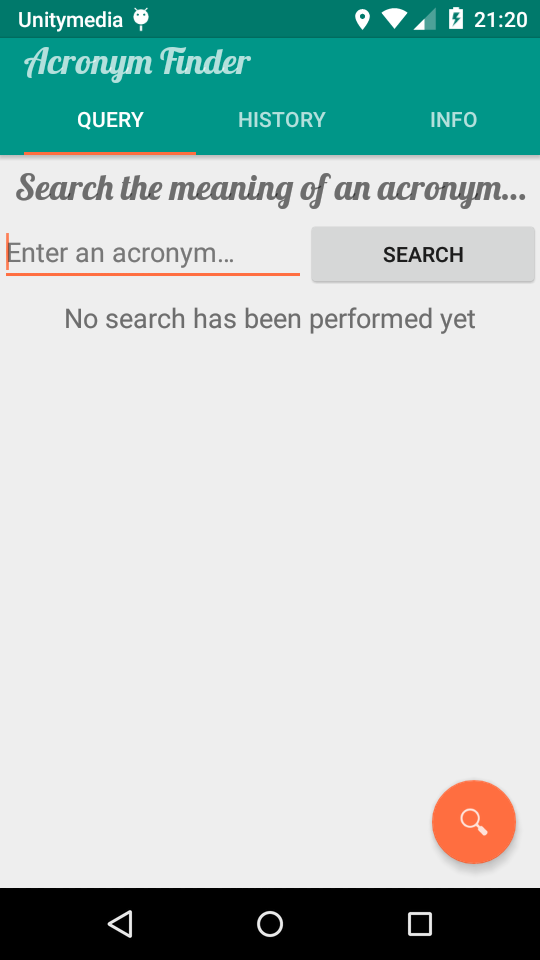 Unitymedia 21:20
Acronym Finder
QUERY HISTORY INFO
Search the meaning of an acronym...
Enter an acronym... SEARCH
No search has been performed yet